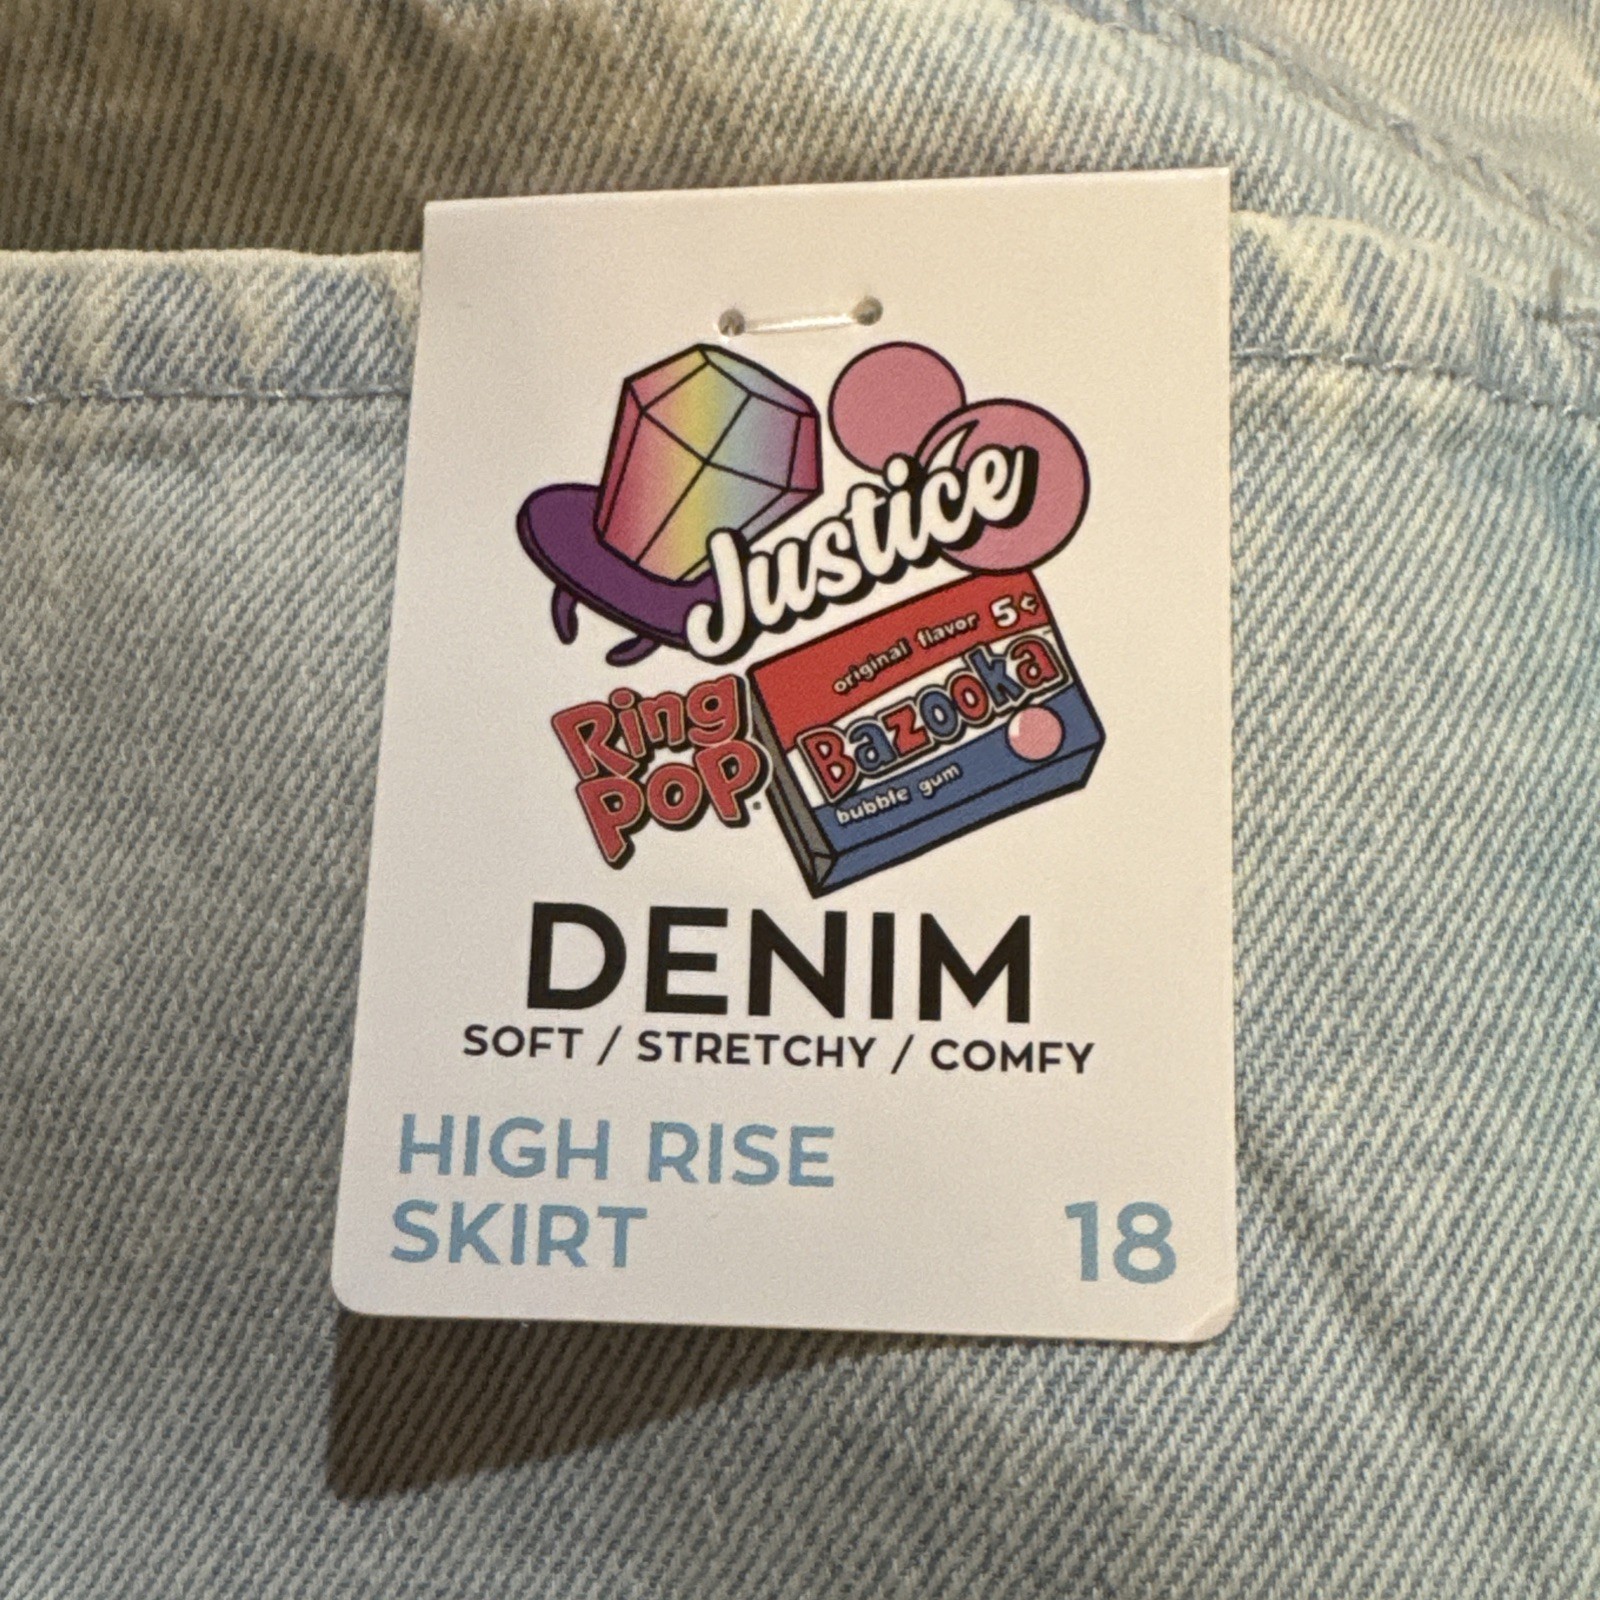 Justice
original flavor 5¢
Bazooka
bubble gum
Ring
POP
DENIM
SOFT / STRETCHY / COMFY
HIGH RISE
SKIRT
18